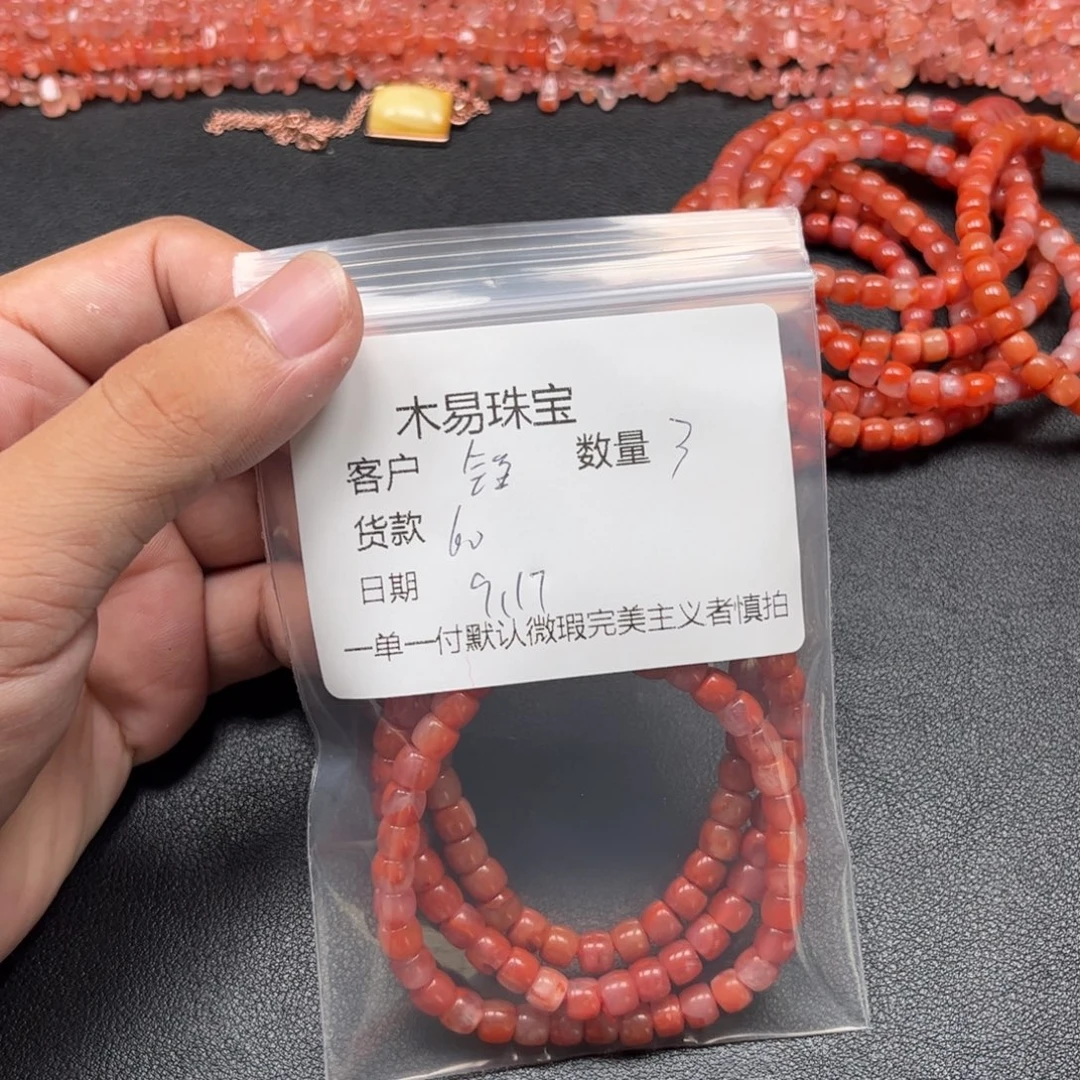 木易珠宝
客户 数量 3
货款 60
日期 9.17
一单一付默认微瑕完美主义者慎拍